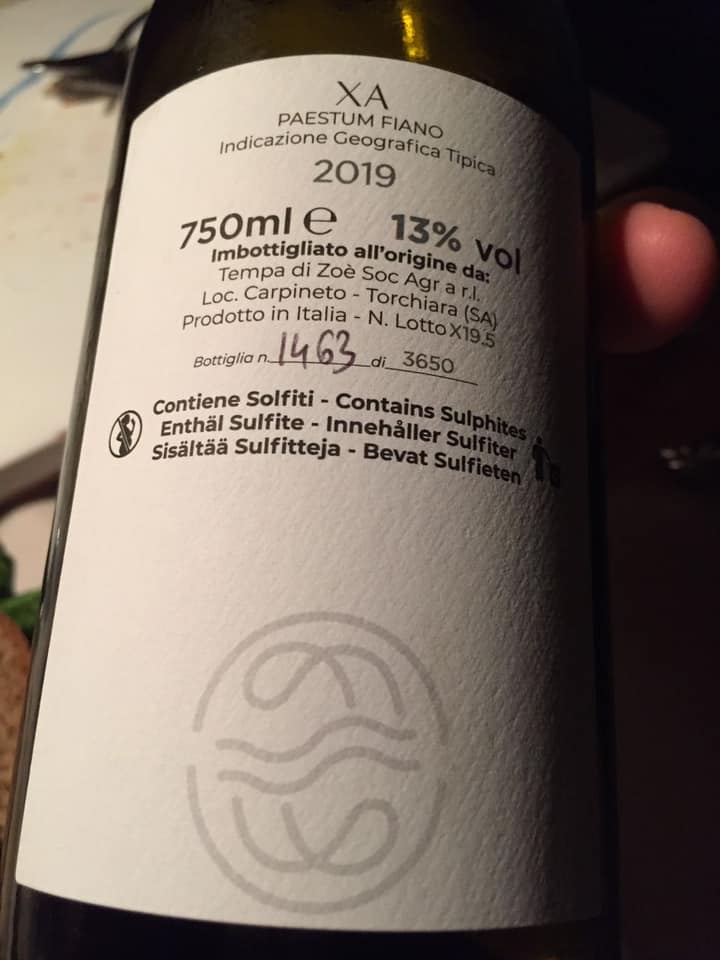 XA
PAESTUM FIANO
Indicazione Geografica Tipica
2019
750ml e 13% vol
Imbottigliato all'origine da:
Tempa di Zoè Soc Agr a r.l.
Loc. Carpineto - Torchiara (SA)
Prodotto in Italia - N. Lotto X19.5
Bottiglia n. 1463 di 3650
Contiene Solfiti - Contains Sulphites
Enthäl Sulfite - Innehåller Sulfiter
Sisältää Sulfitteja - Bevat Sulfieten